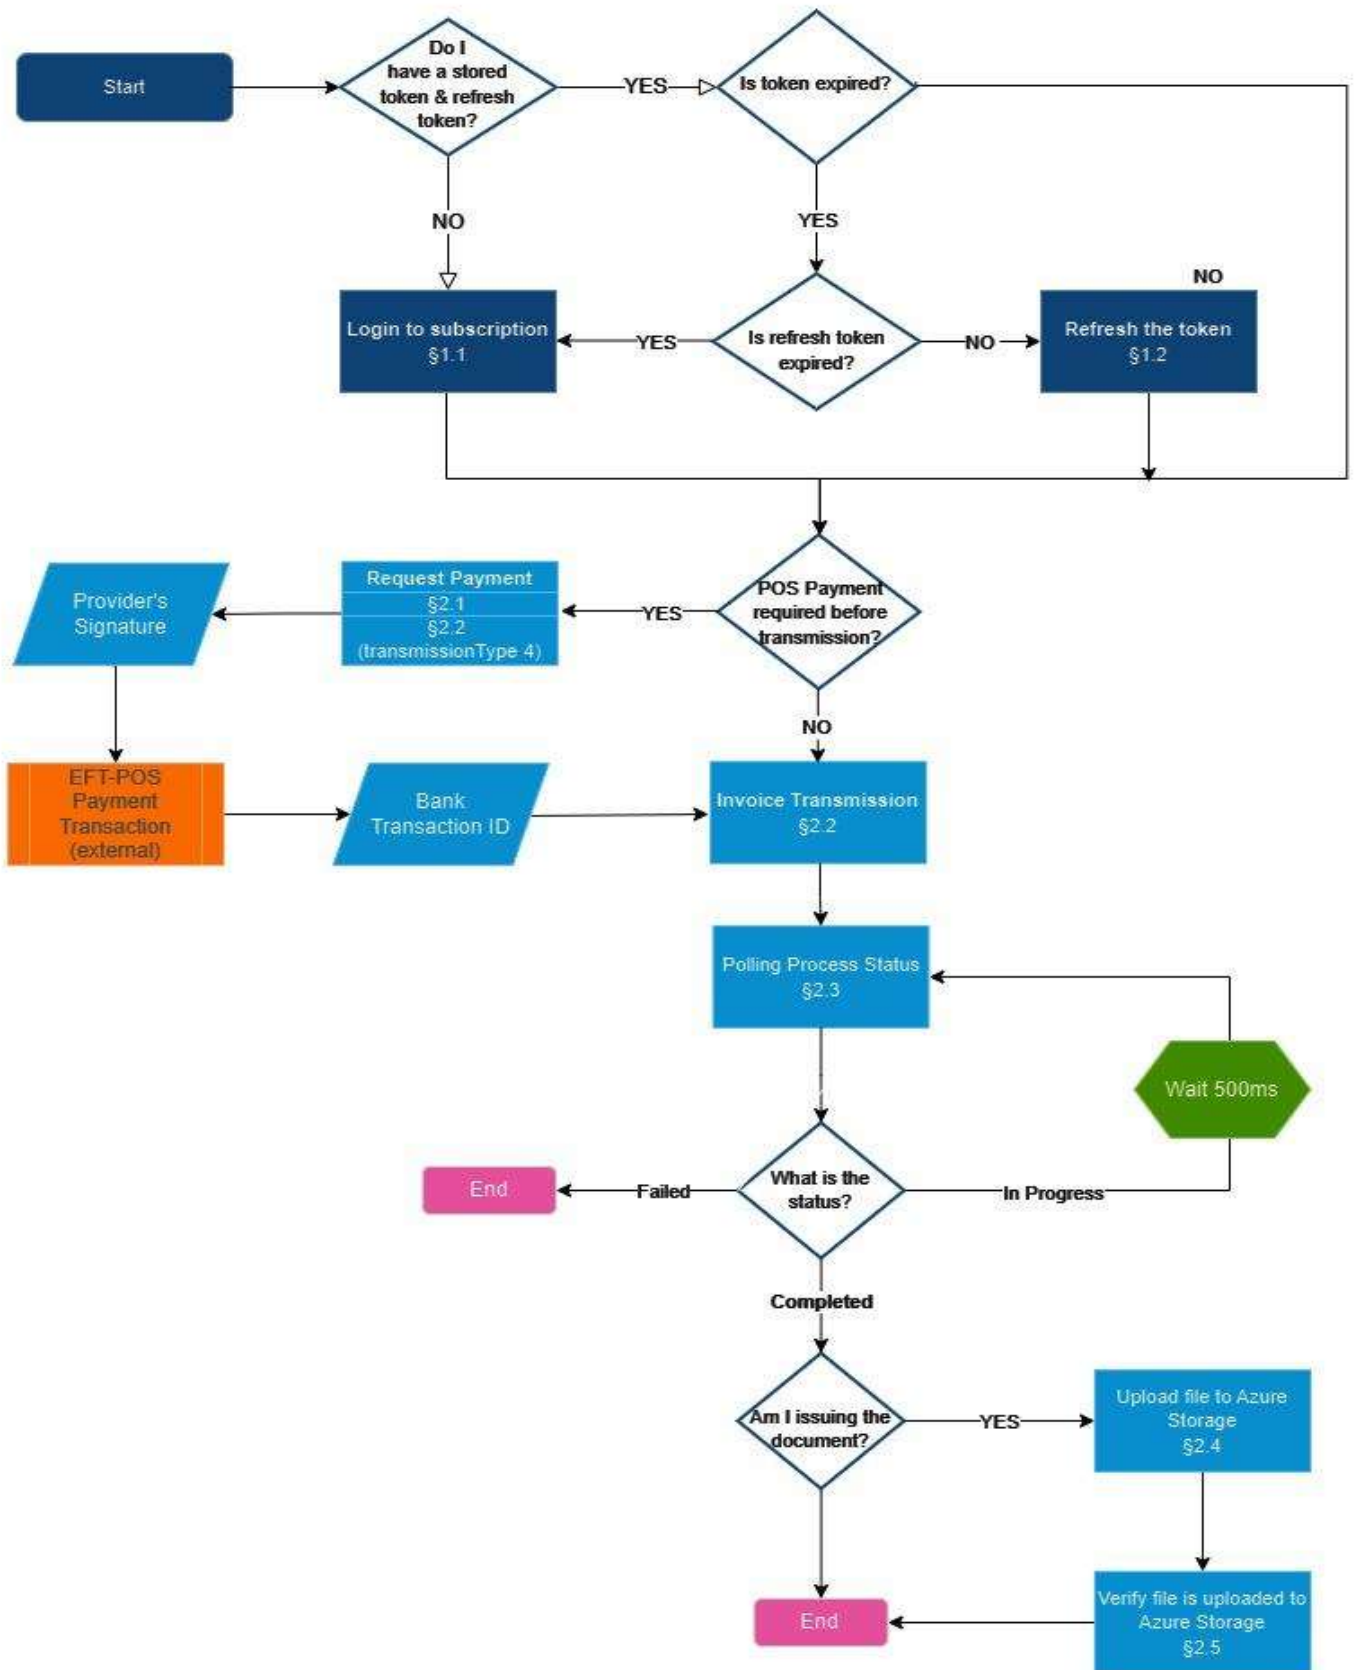 Start
Do I
have a stored
token & refresh
token?
YES
Is token expired?
NO
YES
NO
Login to subscription
§1.1
YES
Is refresh token
expired?
NO
Refresh the token
§1.2
Provider's
Signature
Request Payment
§2.1
§2.2
(transmissionType 4)
YES
POS Payment
required before
transmission?
NO
EFT-POS
Payment
Transaction
(external)
Bank
Transaction ID
Invoice Transmission
§2.2
Polling Process Status
§2.3
Wait 500ms
End
Failed
What is the
status?
In Progress
Completed
Am I issuing the
document?
YES
Upload file to Azure
Storage
§2.4
End
Verify file is uploaded to
Azure Storage
§2.5